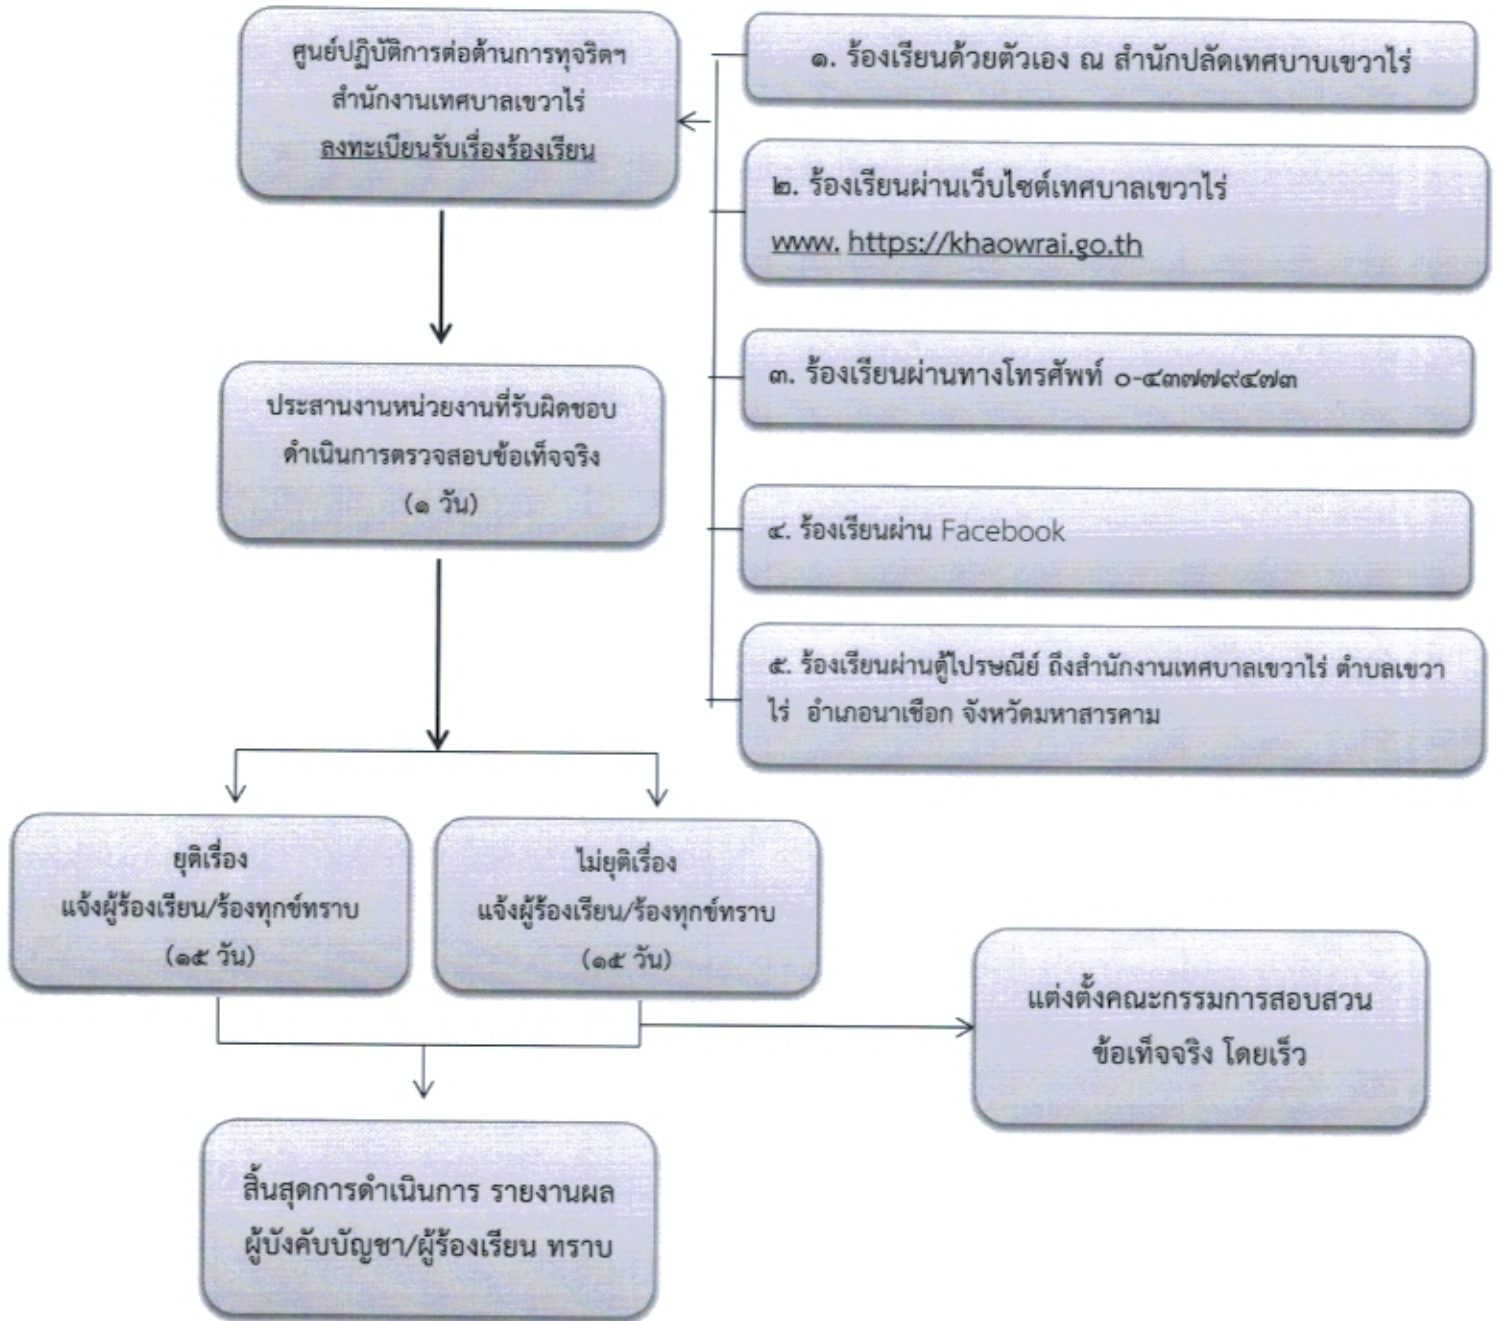 ศูนย์ปฏิบัติการต่อต้านการทุจริตฯ
สำนักงานเทศบาลเขวาไร่
ลงทะเบียนรับเรื่องร้องเรียน
๑. ร้องเรียนด้วยตัวเอง ณ สำนักปลัดเทศบาบเขวาไร่
๒. ร้องเรียนผ่านเว็บไซต์เทศบาลเขวาไร่
www. https://khaowrai.go.th
๓. ร้องเรียนผ่านทางโทรศัพท์ ๐-๔๓๗๗๙๔๗๓
๔. ร้องเรียนผ่าน Facebook
๕. ร้องเรียนผ่านตู้ไปรษณีย์ ถึงสำนักงานเทศบาลเขวาไร่ ตำบลเขวา
ไร่ อำเภอนาเชือก จังหวัดมหาสารคาม
ประสานงานหน่วยงานที่รับผิดชอบ
ดำเนินการตรวจสอบข้อเท็จจริง
(๑ วัน)
ยุติเรื่อง
แจ้งผู้ร้องเรียน/ร้องทุกข์ทราบ
(๑๕ วัน)
ไม่ยุติเรื่อง
แจ้งผู้ร้องเรียน/ร้องทุกข์ทราบ
(๑๕ วัน)
แต่งตั้งคณะกรรมการสอบสวน
ข้อเท็จจริง โดยเร็ว
สิ้นสุดการดำเนินการ รายงานผล
ผู้บังคับบัญชา/ผู้ร้องเรียน ทราบ